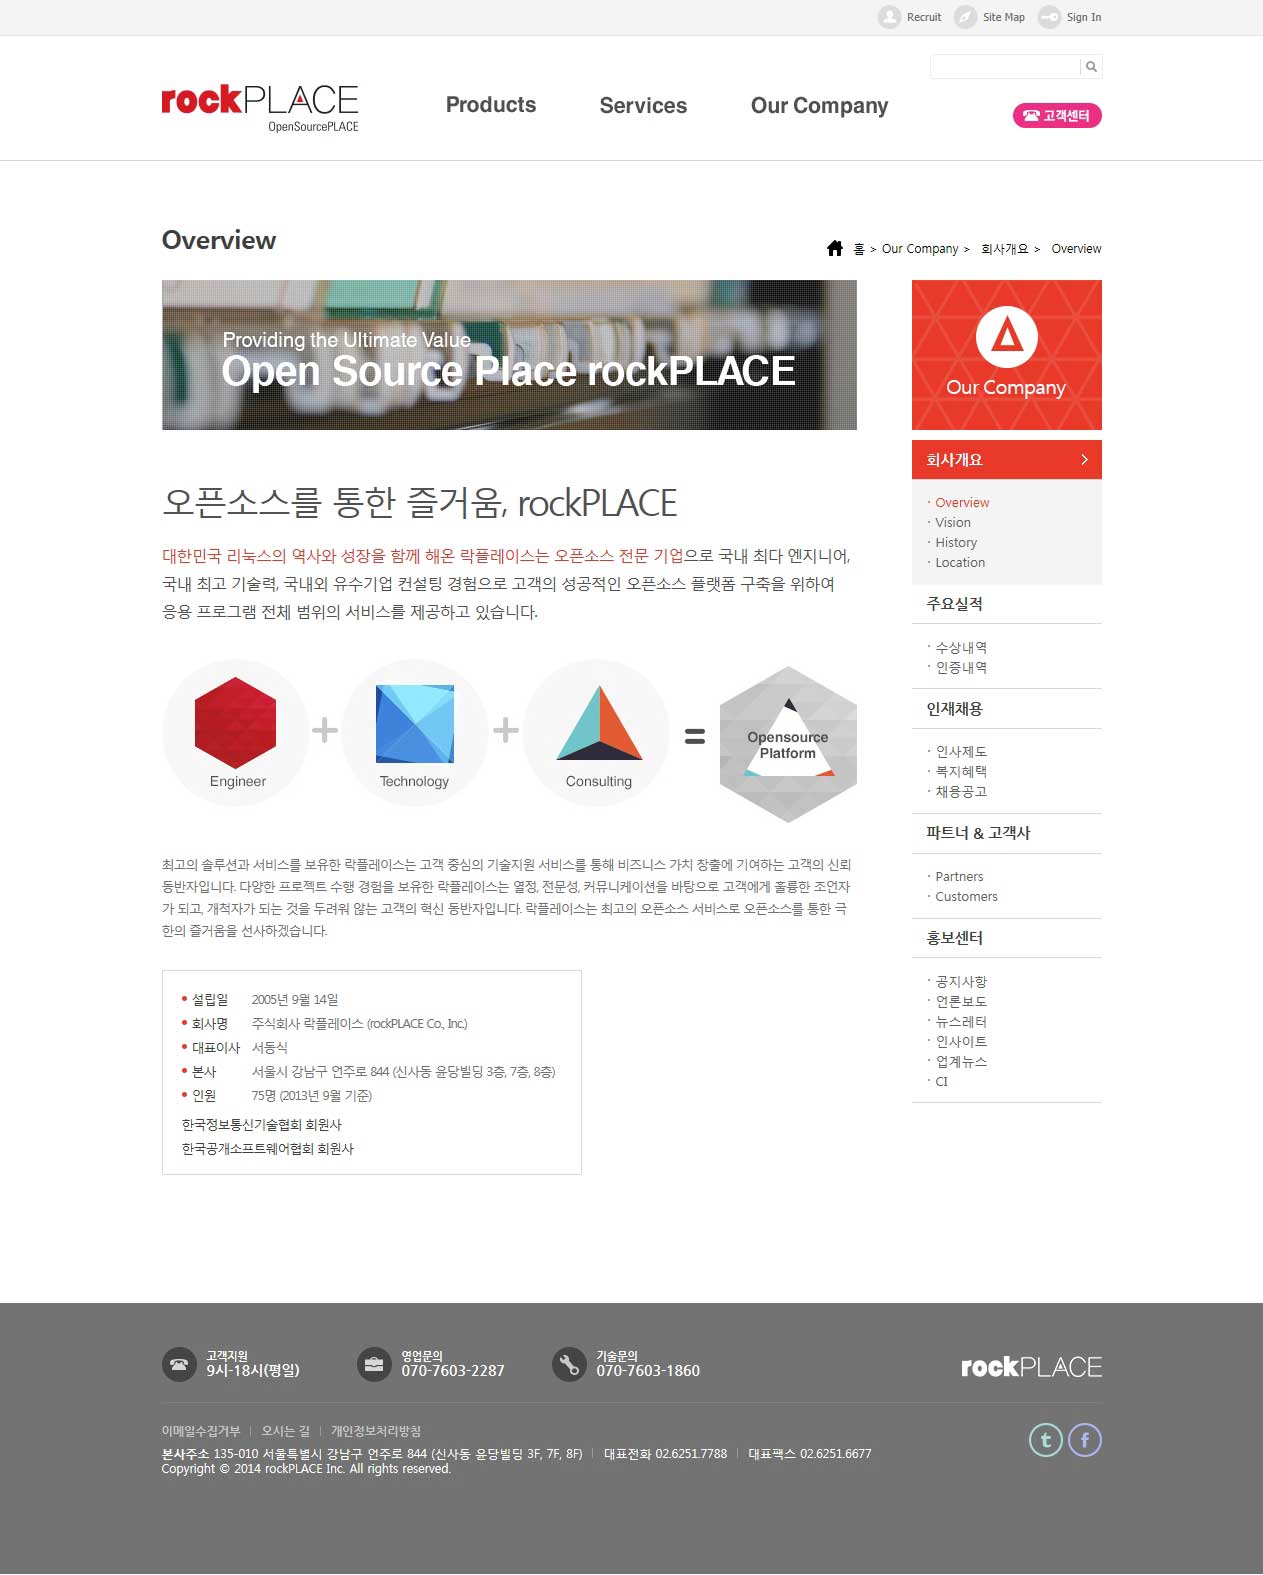 Recruit
Site Map
Sign In
rockPLACE
OpenSourcePLACE
Products
Services
Our Company
고객센터
Overview
홈 > Our Company > 회사개요 > Overview
Providing the Ultimate Value
Open Source Place rockPLACE
오픈소스를 통한 즐거움, rockPLACE
대한민국 리눅스의 역사와 성장을 함께 해온 락플레이스는 오픈소스 전문 기업으로 국내 최다 엔지니어,
국내 최고 기술력, 국내외 유수기업 컨설팅 경험으로 고객의 성공적인 오픈소스 플랫폼 구축을 위하여
응용 프로그램 전체 범위의 서비스를 제공하고 있습니다.
Engineer
+
Technology
+
Consulting
=
Opensource
Platform
최고의 솔루션과 서비스를 보유한 락플레이스는 고객 중심의 기술지원 서비스를 통해 비즈니스 가치 창출에 기여하는 고객의 신뢰
동반자입니다. 다양한 프로젝트 수행 경험을 보유한 락플레이스는 열정, 전문성, 커뮤니케이션을 바탕으로 고객에게 훌륭한 조언자
가 되고, 개척자가 되는 것을 두려워 않는 고객의 혁신 동반자입니다. 락플레이스는 최고의 오픈소스 서비스로 오픈소스를 통한 극
한의 즐거움을 선사하겠습니다.
• 설립일 2005년 9월 14일
• 회사명 주식회사 락플레이스 (rockPLACE Co., Inc.)
• 대표이사 서동식
• 본사 서울시 강남구 언주로 844 (신사동 윤당빌딩 3층, 7층, 8층)
• 인원 75명 (2013년 9월 기준)
한국정보통신기술협회 회원사
한국공개소프트웨어협회 회원사
Our Company
회사개요
· Overview
· Vision
· History
· Location
주요실적
· 수상내역
· 인증내역
인재채용
· 인사제도
· 복지혜택
· 채용공고
파트너 & 고객사
· Partners
· Customers
홍보센터
· 공지사항
· 언론보도
· 뉴스레터
· 인사이트
· 업계뉴스
· CI
고객지원
9시-18시(평일)
영업문의
070-7603-2287
기술문의
070-7603-1860
rockPLACE
이메일수집거부 | 오시는 길 | 개인정보처리방침
본사주소 135-010 서울특별시 강남구 언주로 844 (신사동 윤당빌딩 3F, 7F, 8F) | 대표전화 02.6251.7788 | 대표팩스 02.6251.6677
Copyright © 2014 rockPLACE Inc. All rights reserved.
t
f